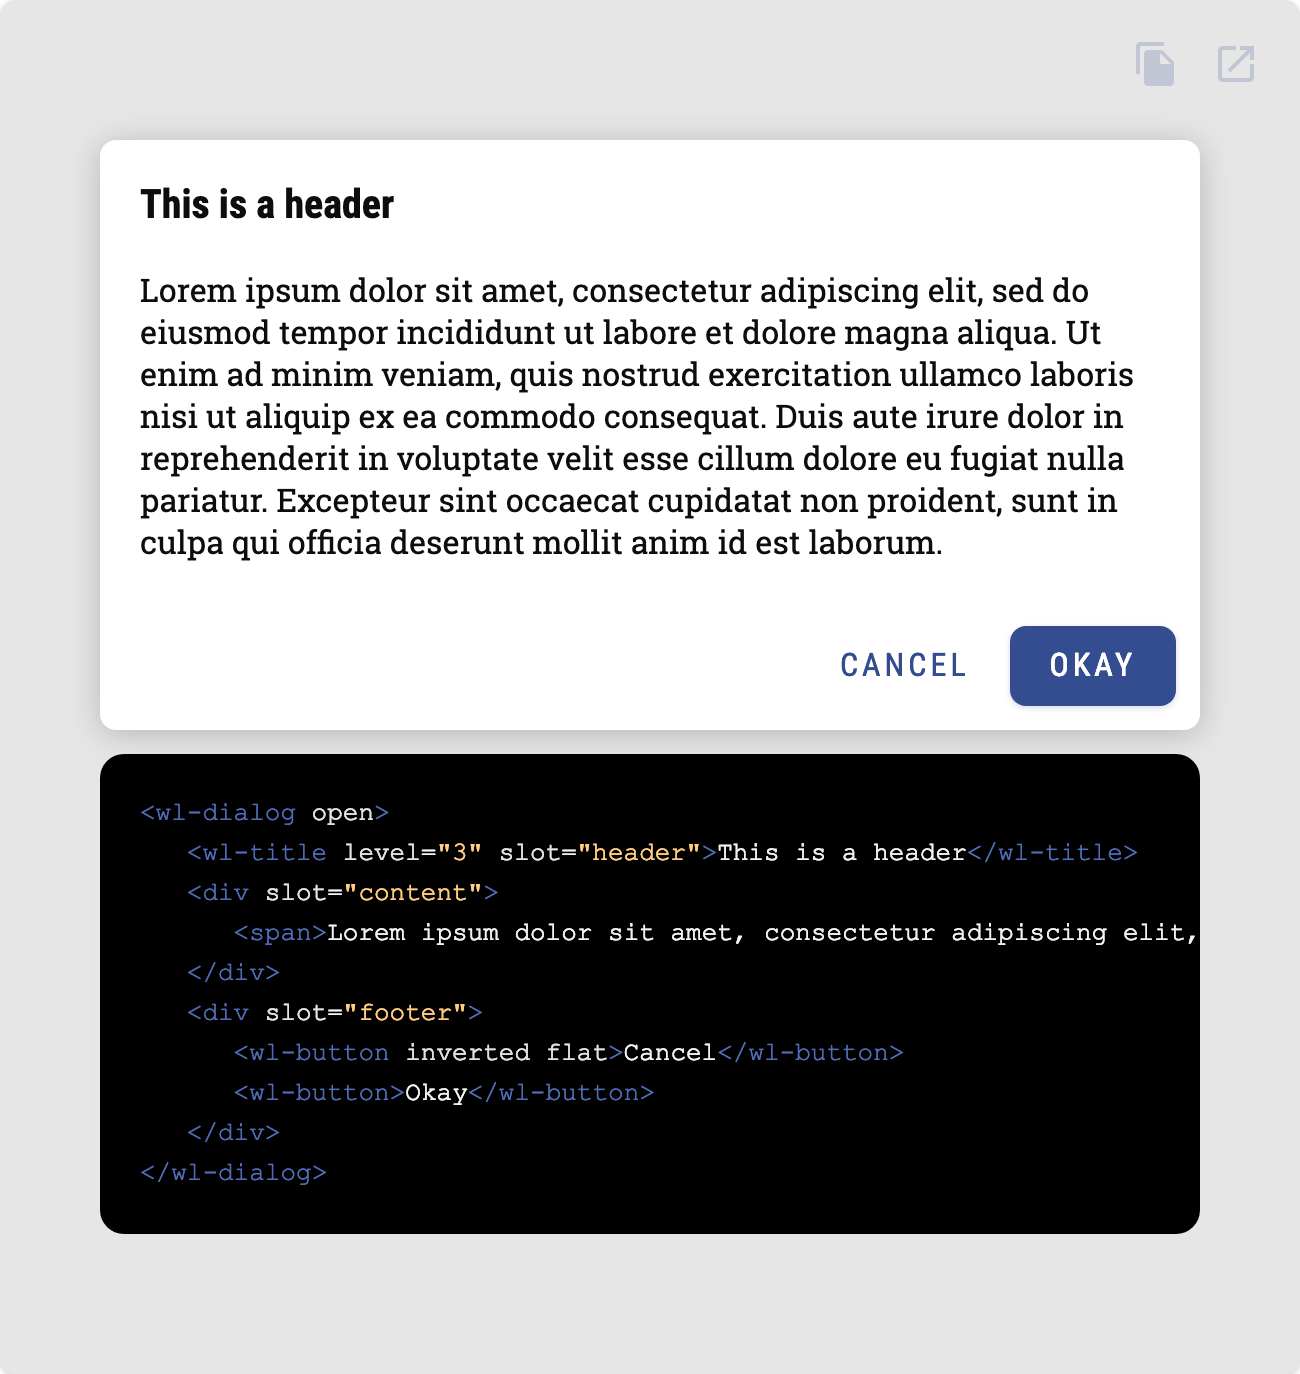 This is a header
Lorem ipsum dolor sit amet, consectetur adipiscing elit, sed do
eiusmod tempor incididunt ut labore et dolore magna aliqua. Ut
enim ad minim veniam, quis nostrud exercitation ullamco laboris
nisi ut aliquip ex ea commodo consequat. Duis aute irure dolor in
reprehenderit in voluptate velit esse cillum dolore eu fugiat nulla
pariatur. Excepteur sint occaecat cupidatat non proident, sunt in
culpa qui officia deserunt mollit anim id est laborum.
CANCEL OKAY
<wl-dialog open>
   <wl-title level="3" slot="header">This is a header</wl-title>
   <div slot="content">
      <span>Lorem ipsum dolor sit amet, consectetur adipiscing elit,
   </div>
   <div slot="footer">
      <wl-button inverted flat>Cancel</wl-button>
      <wl-button>Okay</wl-button>
   </div>
</wl-dialog>